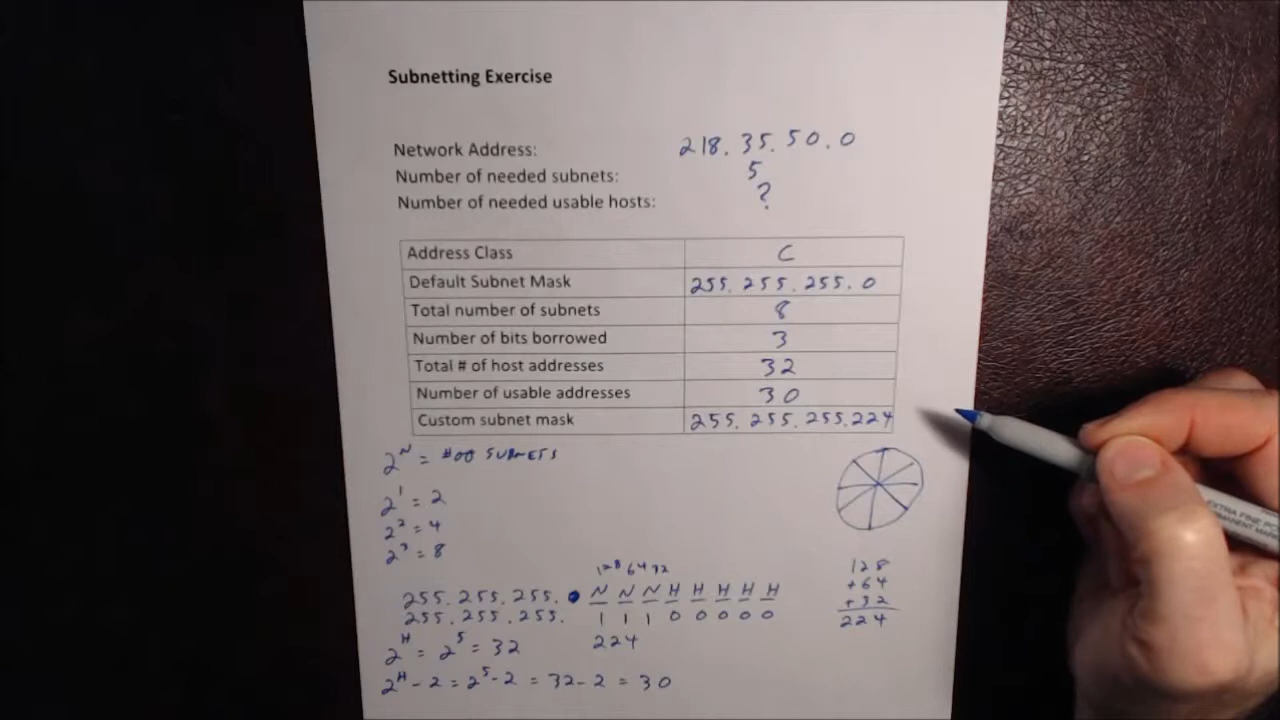 Subnetting Exercise
Network Address: 218.35.50.0
Number of needed subnets: 5
Number of needed usable hosts: ?
Address Class C
Default Subnet Mask 255.255.255.0
Total number of subnets 8
Number of bits borrowed 3
Total # of host addresses 32
Number of usable addresses 30
Custom subnet mask 255.255.255.224
2^N = # OF SUBNETS
2^1 = 2
2^2 = 4
2^3 = 8
128 64 32
255.255.255. N N N H H H H H
255.255.255. 1 1 1 0 0 0 0 0
224
2^H = 2^5 = 32
2^H - 2 = 2^5 - 2 = 32 - 2 = 30
128
+64
+32
224
EXTRA FINE PO